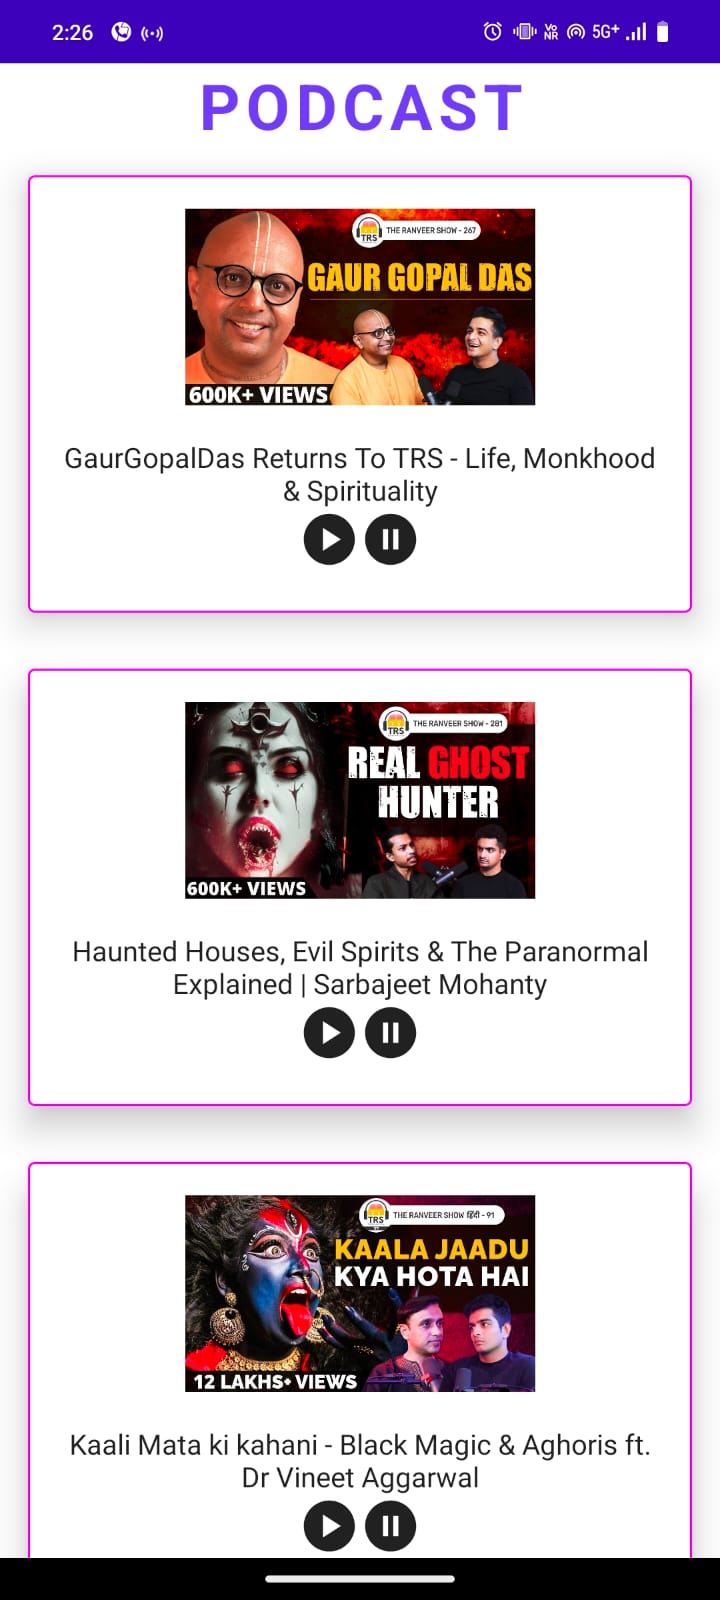 2:26
VO
NR
5G+
PODCAST
TRS
THE RANVEER SHOW - 267
GAUR GOPAL DAS
600K+ VIEWS
GaurGopalDas Returns To TRS - Life, Monkhood
& Spirituality
TRS
THE RANVEER SHOW - 281
REAL GHOST
HUNTER
600K+ VIEWS
Haunted Houses, Evil Spirits & The Paranormal
Explained | Sarbajeet Mohanty
TRS
THE RANVEER SHOW हिंदी - 91
KAALA JAADU
KYA HOTA HAI
12 LAKHS+ VIEWS
Kaali Mata ki kahani - Black Magic & Aghoris ft.
Dr Vineet Aggarwal